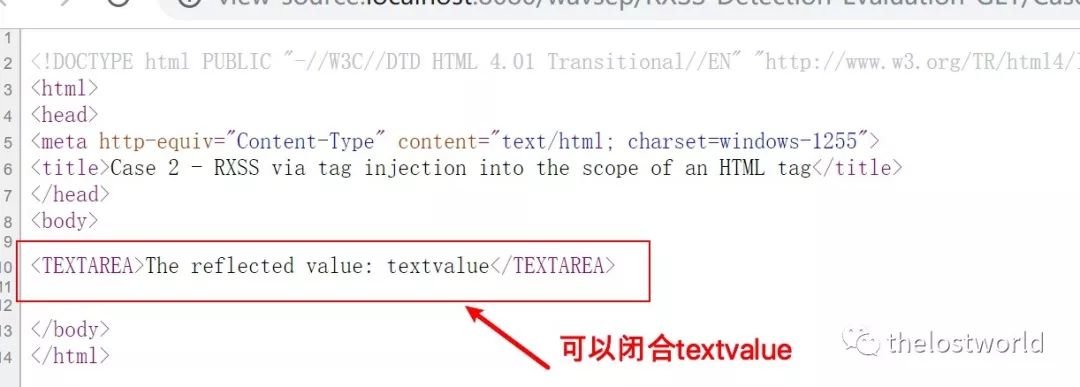 view-source:localhost:8080/wavsep/RXSS-Detection-Evaluation-GET/Case
1
2 <!DOCTYPE html PUBLIC "-//W3C//DTD HTML 4.01 Transitional//EN" "http://www.w3.org/TR/html4/l
3 <html>
4 <head>
5 <meta http-equiv="Content-Type" content="text/html; charset=windows-1255">
6 <title>Case 2 - RXSS via tag injection into the scope of an HTML tag</title>
7 </head>
8 <body>
9
10 <TEXTAREA>The reflected value: textvalue</TEXTAREA>
11
12
13 </body>
14 </html>
可以闭合textvalue
thelostworld